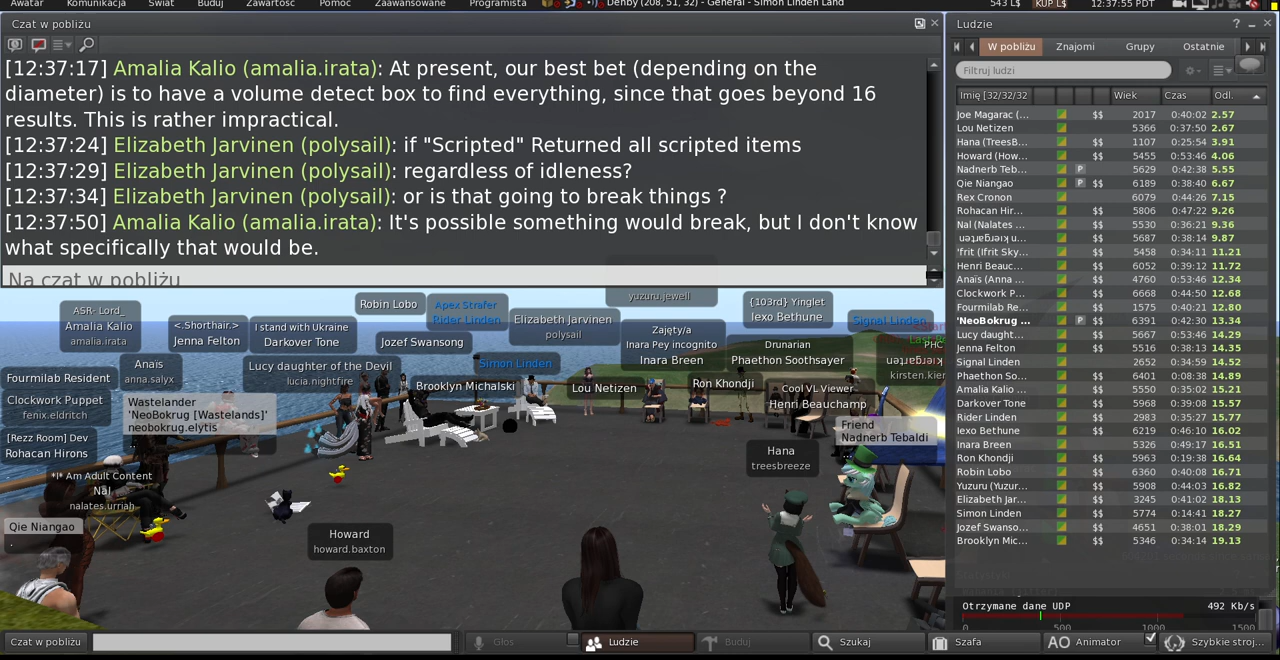 Awatar Komunikacja Świat Buduj Zawartość Pomoc Zaawansowane Programista Denby (208, 51, 32) - General - Simon Linden Land 543 L$ KUP L$ 12:37:55 PDT
Czat w pobliżu
[12:37:17] Amalia Kalio (amalia.irata): At present, our best bet (depending on the
diameter) is to have a volume detect box to find everything, since that goes beyond 16
results. This is rather impractical.
[12:37:24] Elizabeth Jarvinen (polysail): if "Scripted" Returned all scripted items
[12:37:29] Elizabeth Jarvinen (polysail): regardless of idleness?
[12:37:34] Elizabeth Jarvinen (polysail): or is that going to break things ?
[12:37:50] Amalia Kalio (amalia.irata): It's possible something would break, but I don't know
what specifically that would be.
Na czat w pobliżu
ASR- Lord_
Amalia Kalio
amalia.irata
<.Shorthair.>
Jenna Felton
I stand with Ukraine
Darkover Tone
Robin Lobo
Apex Strafer
Rider Linden
Jozef Swansong
Elizabeth Jarvinen
polysail
yuzuru.jewell
{103rd} Yinglet
Iexo Bethune
Zajęty/a
Inara Pey incognito
Inara Breen
Drunarian
Phaethon Soothsayer
Signal Linden
PHC
kirsten.kier
Anaïs
anna.salyx
Lucy daughter of the Devil
lucia.nightfire
Simon Linden
Brooklyn Michalski
Lou Netizen
Ron Khondji
Cool VL Viewer
Henri Beauchamp
Fourmilab Resident
Clockwork Puppet
fenix.eldritch
Wastelander
'NeoBokrug [Wastelands]'
neobokrug.elytis
[Rezz Room] Dev
Rohacan Hirons
Friend
Nadnerb Tebaldi
Hana
treesbreeze
*!* Am Adult Content
Nal
nalates.urriah
Qie Niangao
Howard
howard.baxton
Ludzie
W pobliżu Znajomi Grupy Ostatnie
Filtruj ludzi
Imię [32/32/32 Wiek Czas Odl.
Joe Magarac (... $$ 2017 0:40:02 2.57
Lou Netizen 5366 0:37:50 2.67
Hana (TreesB... $$ 1107 0:25:54 3.91
Howard (How... $$ 5455 0:53:46 4.06
Nadnerb Teb... P 5629 0:42:38 5.55
Qie Niangao P $$ 6189 0:38:40 6.67
Rex Cronon 6079 0:44:26 7.15
Rohacan Hir... $$ 5806 0:47:22 9.26
Nal (Nalates ... $$ 5530 0:36:21 9.36
$$ 5687 0:38:14 9.87
'frit (Ifrit Sky... $$ 5458 0:34:11 11.21
Henri Beauc... $$ 6052 0:39:12 11.72
Anaïs (Anna ... $$ 4760 0:53:46 12.34
Clockwork P... $$ 6668 0:44:50 12.68
Fourmilab Re... $$ 1575 0:40:21 12.80
'NeoBokrug ... P $$ 6391 0:42:30 13.34
Lucy daught... $$ 5667 0:53:46 14.29
Jenna Felton $$ 5516 0:38:13 14.35
Signal Linden 2652 0:34:59 14.52
Phaethon So... $$ 6401 0:08:38 14.89
Amalia Kalio ... $$ 5550 0:35:02 15.21
Darkover Tone $$ 5968 0:39:08 15.57
Rider Linden $$ 2983 0:35:27 15.77
Iexo Bethune $$ 6219 0:46:10 16.02
Inara Breen 5326 0:49:17 16.51
Ron Khondji $$ 5963 0:19:38 16.64
Robin Lobo $$ 6360 0:40:08 16.71
Yuzuru (Yuzur... $$ 5908 0:44:03 16.82
Elizabeth Jar... $$ 3245 0:41:02 18.13
Simon Linden $$ 5774 0:14:41 18.27
Jozef Swanso... $$ 4651 0:38:01 18.29
Brooklyn Mic... $$ 5346 0:34:14 19.13
Otrzymane dane UDP 492 Kb/s
0 500 1000 1500
Czat w pobliżu Głos Ludzie Buduj Szukaj Szafa AO Animator Szybkie stroj...